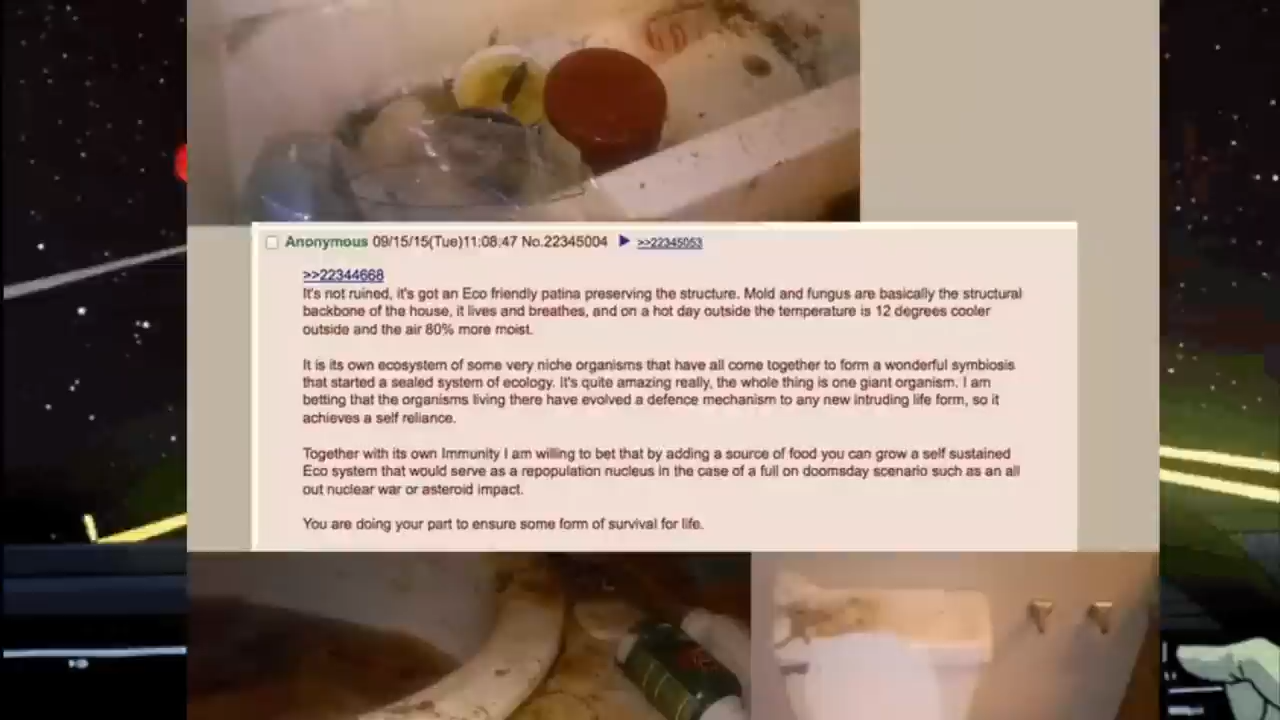 Anonymous 09/15/15(Tue)11:08:47 No.22345004 ▶ >>22345053
>>22344668
It's not ruined, it's got an Eco friendly patina preserving the structure. Mold and fungus are basically the structural
backbone of the house, it lives and breathes, and on a hot day outside the temperature is 12 degrees cooler
outside and the air 80% more moist.
It is its own ecosystem of some very niche organisms that have all come together to form a wonderful symbiosis
that started a sealed system of ecology. It's quite amazing really, the whole thing is one giant organism. I am
betting that the organisms living there have evolved a defence mechanism to any new intruding life form, so it
achieves a self reliance.
Together with its own Immunity I am willing to bet that by adding a source of food you can grow a self sustained
Eco system that would serve as a repopulation nucleus in the case of a full on doomsday scenario such as an all
out nuclear war or asteroid impact.
You are doing your part to ensure some form of survival for life.